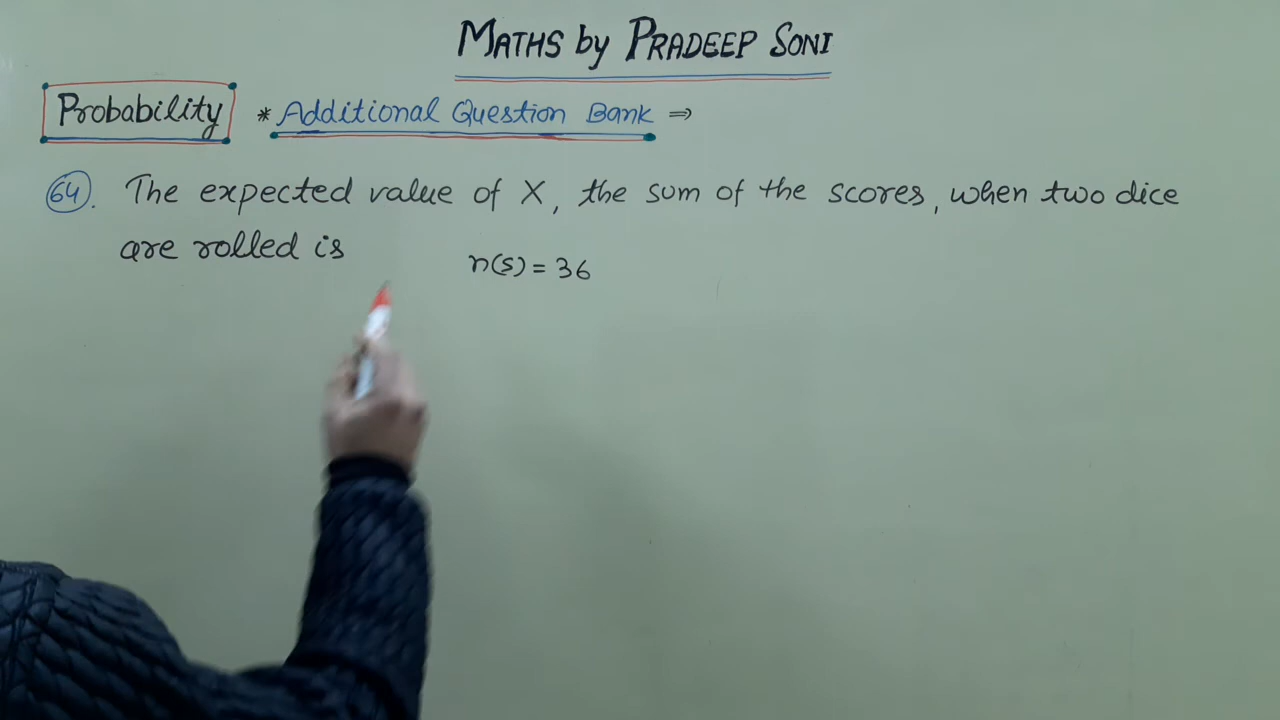 MATHS by PRADEEP SONI
Probability * Additional Question Bank ⇒
64. The expected value of X, the sum of the scores, when two dice
are rolled is
n(s) = 36